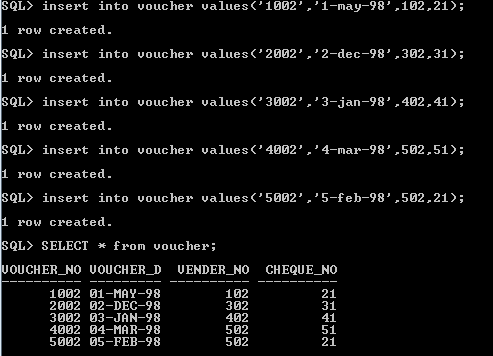 SQL> insert into voucher values('1002','1-may-98',102,21);
1 row created.
SQL> insert into voucher values('2002','2-dec-98',302,31);
1 row created.
SQL> insert into voucher values('3002','3-jan-98',402,41);
1 row created.
SQL> insert into voucher values('4002','4-mar-98',502,51);
1 row created.
SQL> insert into voucher values('5002','5-feb-98',502,21);
1 row created.
SQL> SELECT * from voucher;
VOUCHER_NO VOUCHER_D  VENDER_NO  CHEQUE_NO
---------- --------- ---------- ----------
      1002 01-MAY-98        102         21
      2002 02-DEC-98        302         31
      3002 03-JAN-98        402         41
      4002 04-MAR-98        502         51
      5002 05-FEB-98        502         21